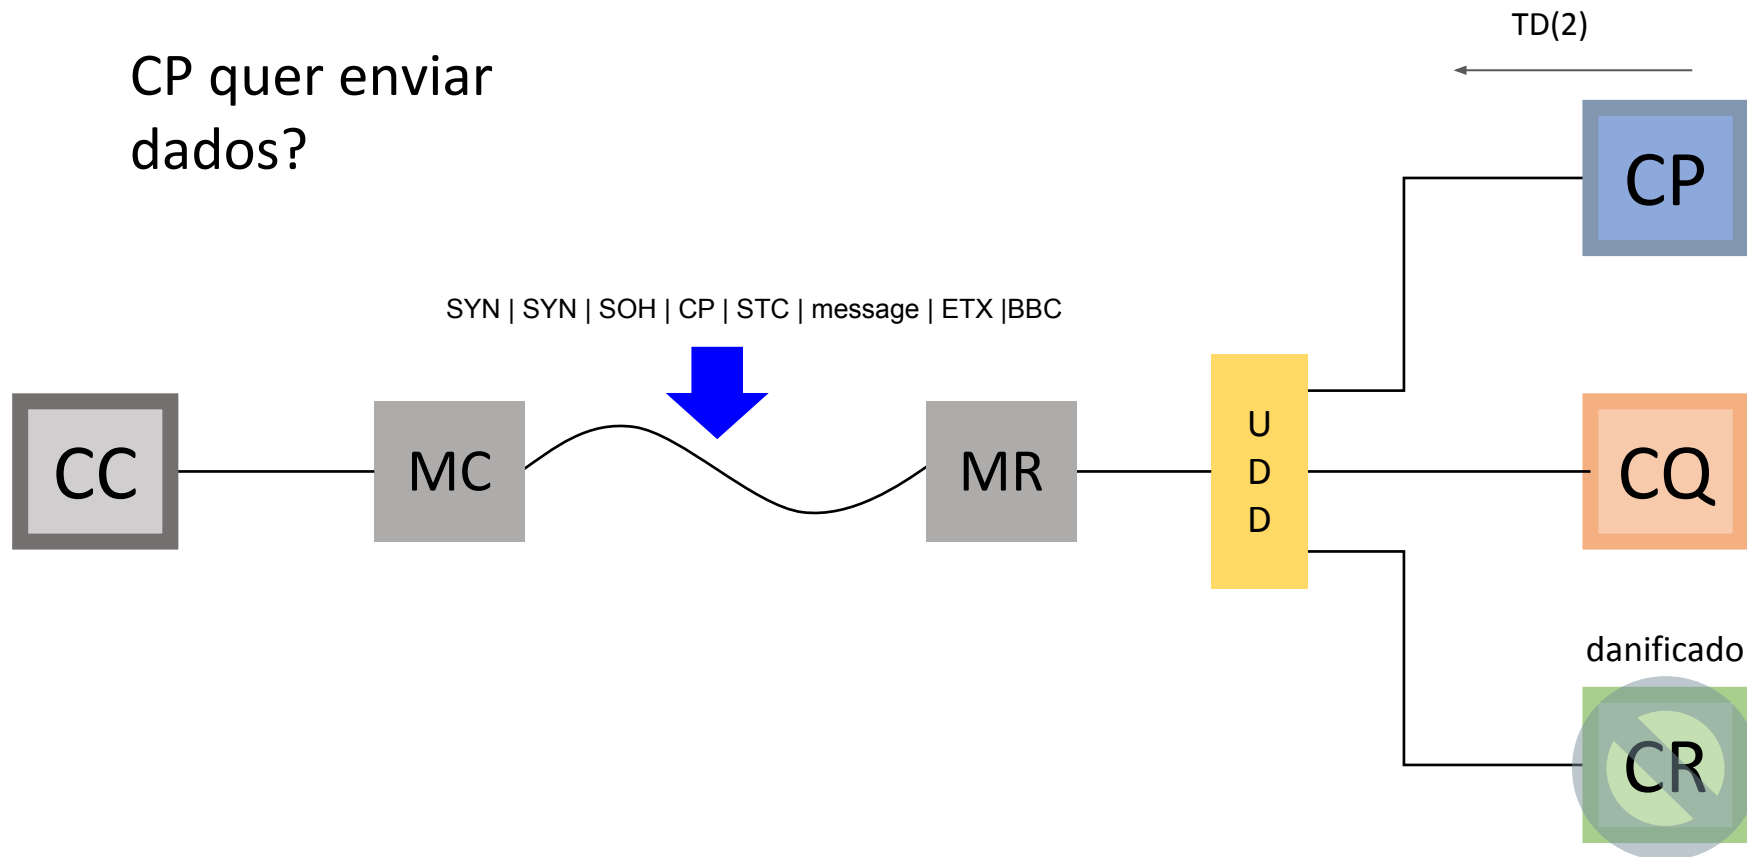 TD(2)
CP quer enviar
dados?
CP
SYN | SYN | SOH | CP | STC | message | ETX |BBC
CC
MC
MR
U
D
D
CQ
danificado
CR